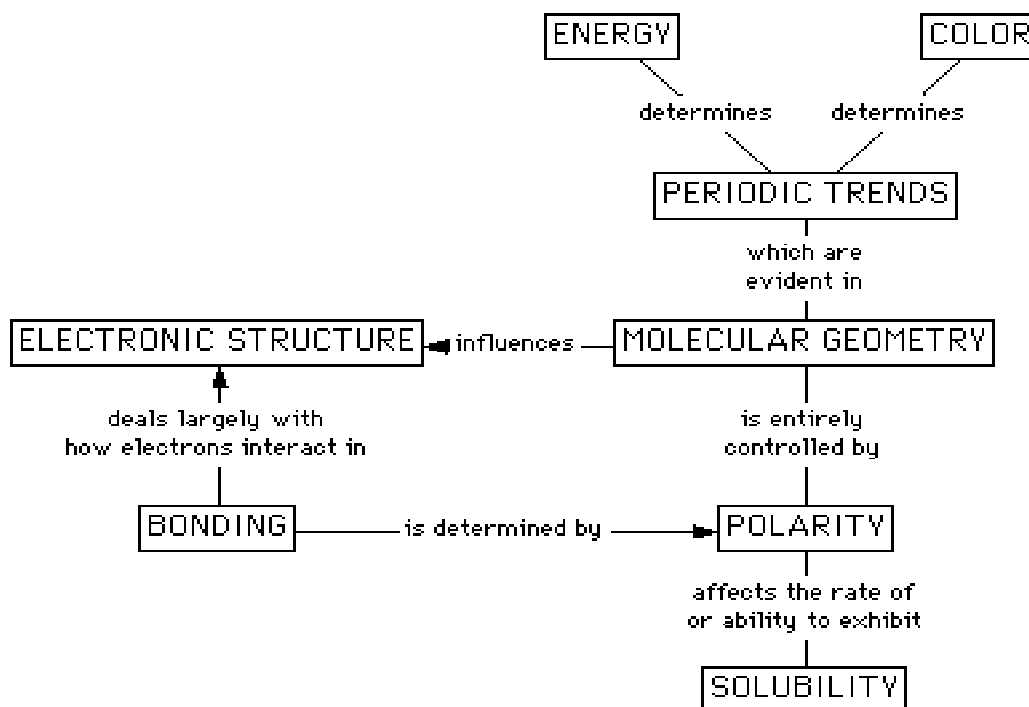 ENERGY
COLOR
determines
determines
PERIODIC TRENDS
which are
evident in
ELECTRONIC STRUCTURE
influences
MOLECULAR GEOMETRY
deals largely with
how electrons interact in
is entirely
controlled by
BONDING
is determined by
POLARITY
affects the rate of
or ability to exhibit
SOLUBILITY